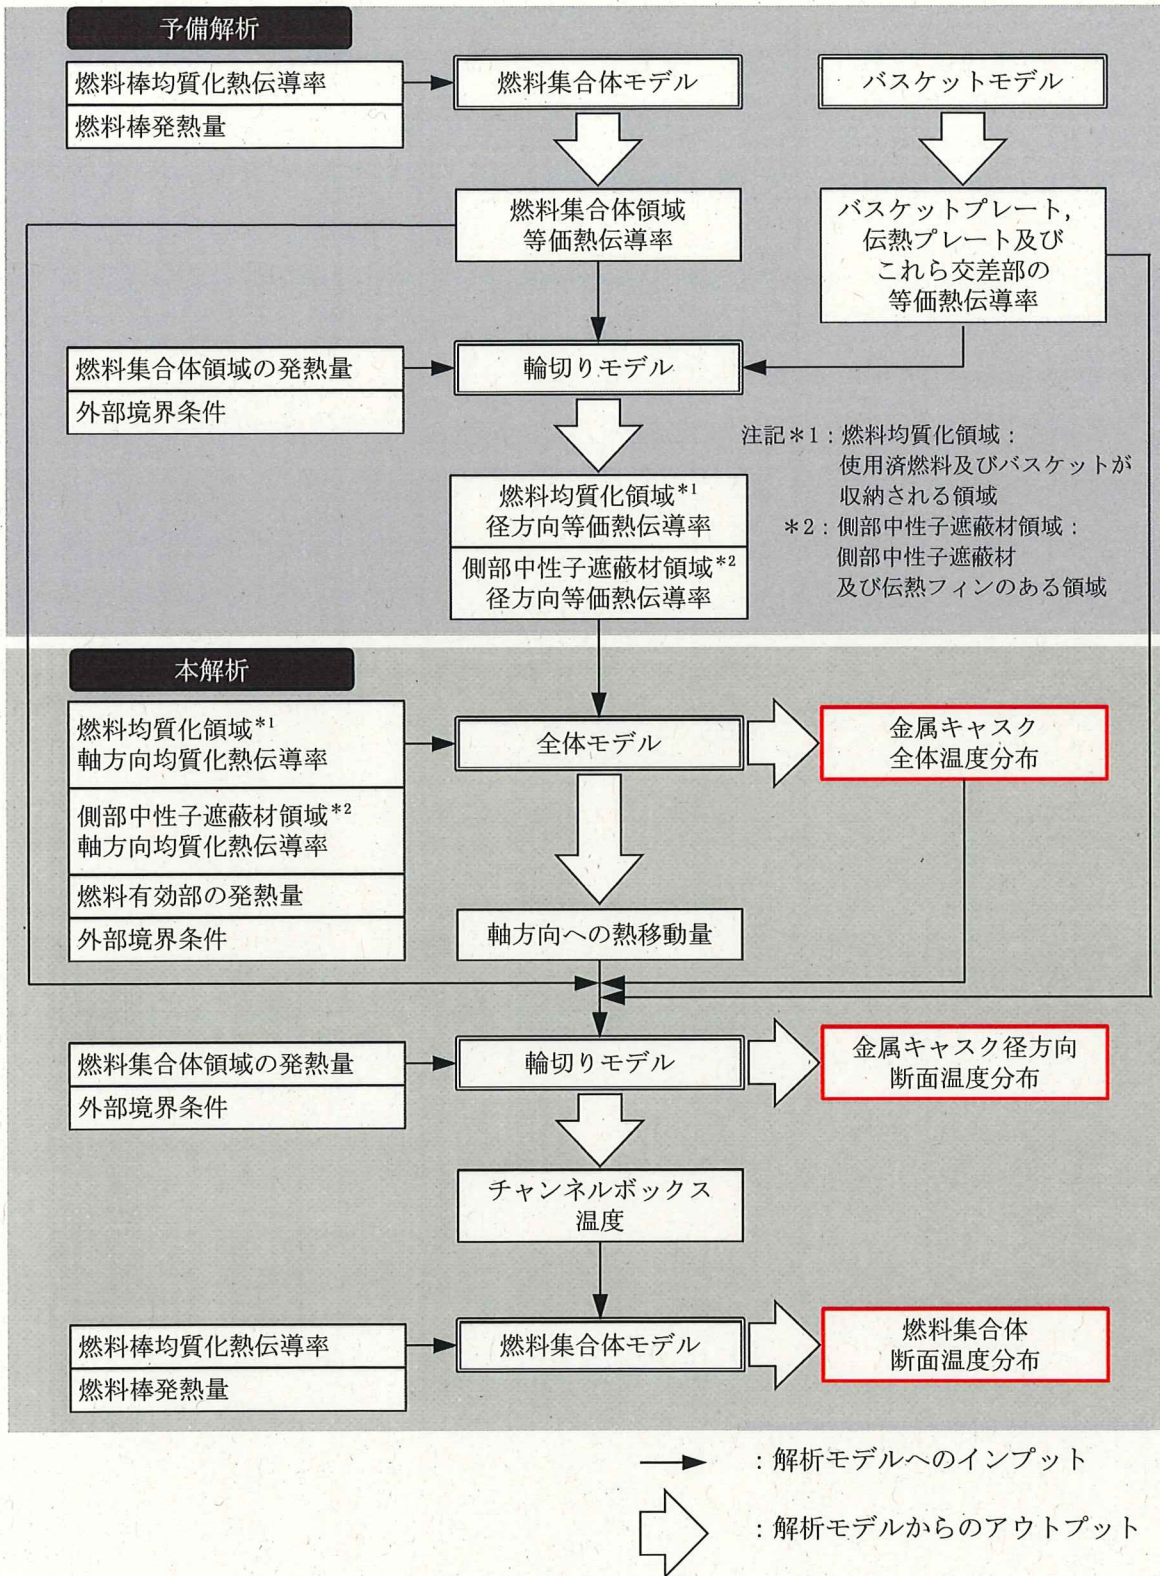 予備解析
燃料棒均質化熱伝導率
燃料棒発熱量
燃料集合体モデル
バスケットモデル
燃料集合体領域
等価熱伝導率
バスケットプレート,
伝熱プレート及び
これら交差部の
等価熱伝導率
燃料集合体領域の発熱量
外部境界条件
輪切りモデル
注記*1:燃料均質化領域:
使用済燃料及びバスケットが
収納される領域
*2:側部中性子遮蔽材領域:
側部中性子遮蔽材
及び伝熱フィンのある領域
燃料均質化領域*1
径方向等価熱伝導率
側部中性子遮蔽材領域*2
径方向等価熱伝導率
本解析
燃料均質化領域*1
軸方向均質化熱伝導率
側部中性子遮蔽材領域*2
軸方向均質化熱伝導率
燃料有効部の発熱量
外部境界条件
全体モデル
金属キャスク
全体温度分布
軸方向への熱移動量
燃料集合体領域の発熱量
外部境界条件
輪切りモデル
金属キャスク径方向
断面温度分布
チャンネルボックス
温度
燃料棒均質化熱伝導率
燃料棒発熱量
燃料集合体モデル
燃料集合体
断面温度分布
:解析モデルへのインプット
:解析モデルからのアウトプット